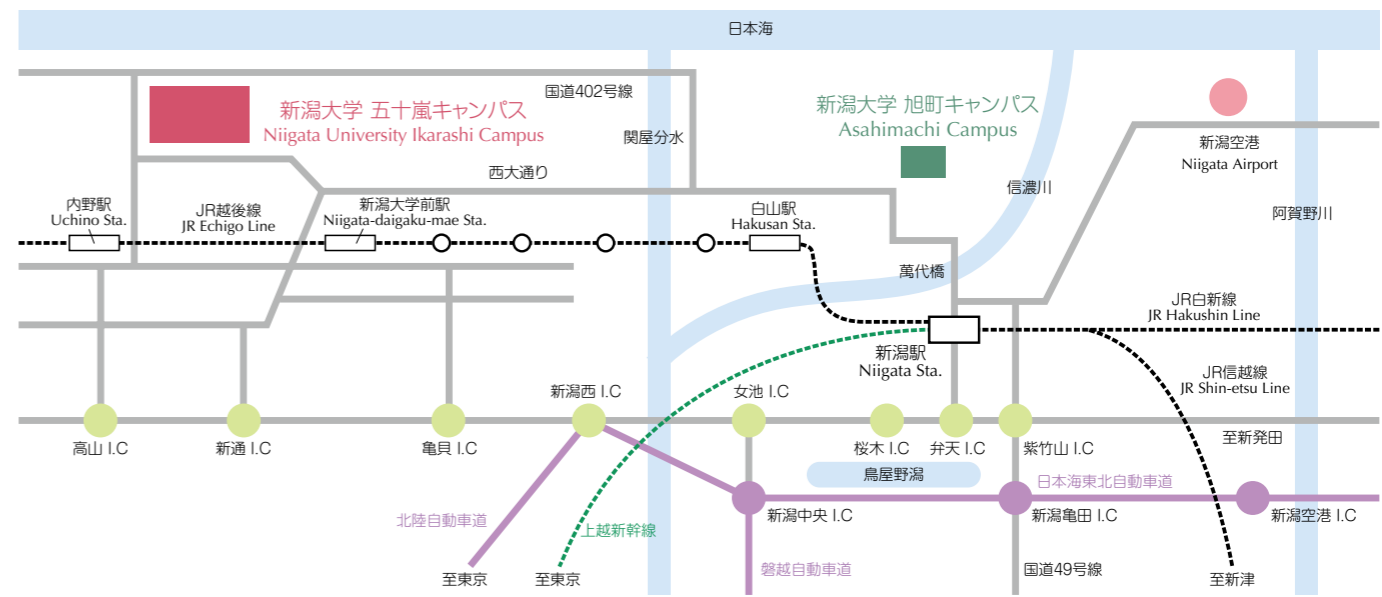 日本海
国道402号線
新潟大学 五十嵐キャンパス
Niigata University Ikarashi Campus
関屋分水
新潟大学 旭町キャンパス
Asahimachi Campus
新潟空港
Niigata Airport
西大通り
信濃川
阿賀野川
内野駅
Uchino Sta.
JR越後線
JR Echigo Line
新潟大学前駅
Niigata-daigaku-mae Sta.
白山駅
Hakusan Sta.
萬代橋
JR白新線
JR Hakushin Line
新潟駅
Niigata Sta.
JR信越線
JR Shin-etsu Line
新潟西 I.C
女池 I.C
高山 I.C
新通 I.C
亀貝 I.C
桜木 I.C
弁天 I.C
紫竹山 I.C
至新発田
鳥屋野潟
日本海東北自動車道
北陸自動車道
上越新幹線
新潟中央 I.C
新潟亀田 I.C
新潟空港 I.C
磐越自動車道
国道49号線
至東京
至東京
至新津